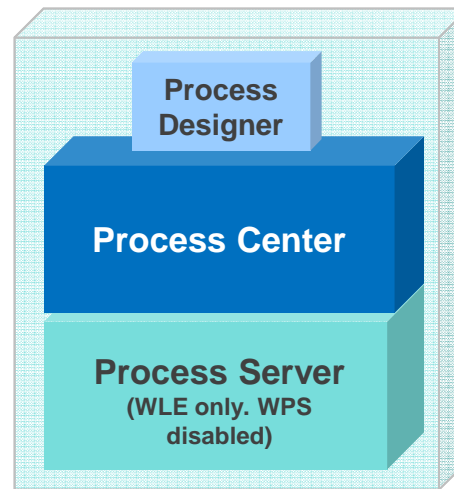 Process
Designer
Process Center
Process Server
(WLE only. WPS
disabled)